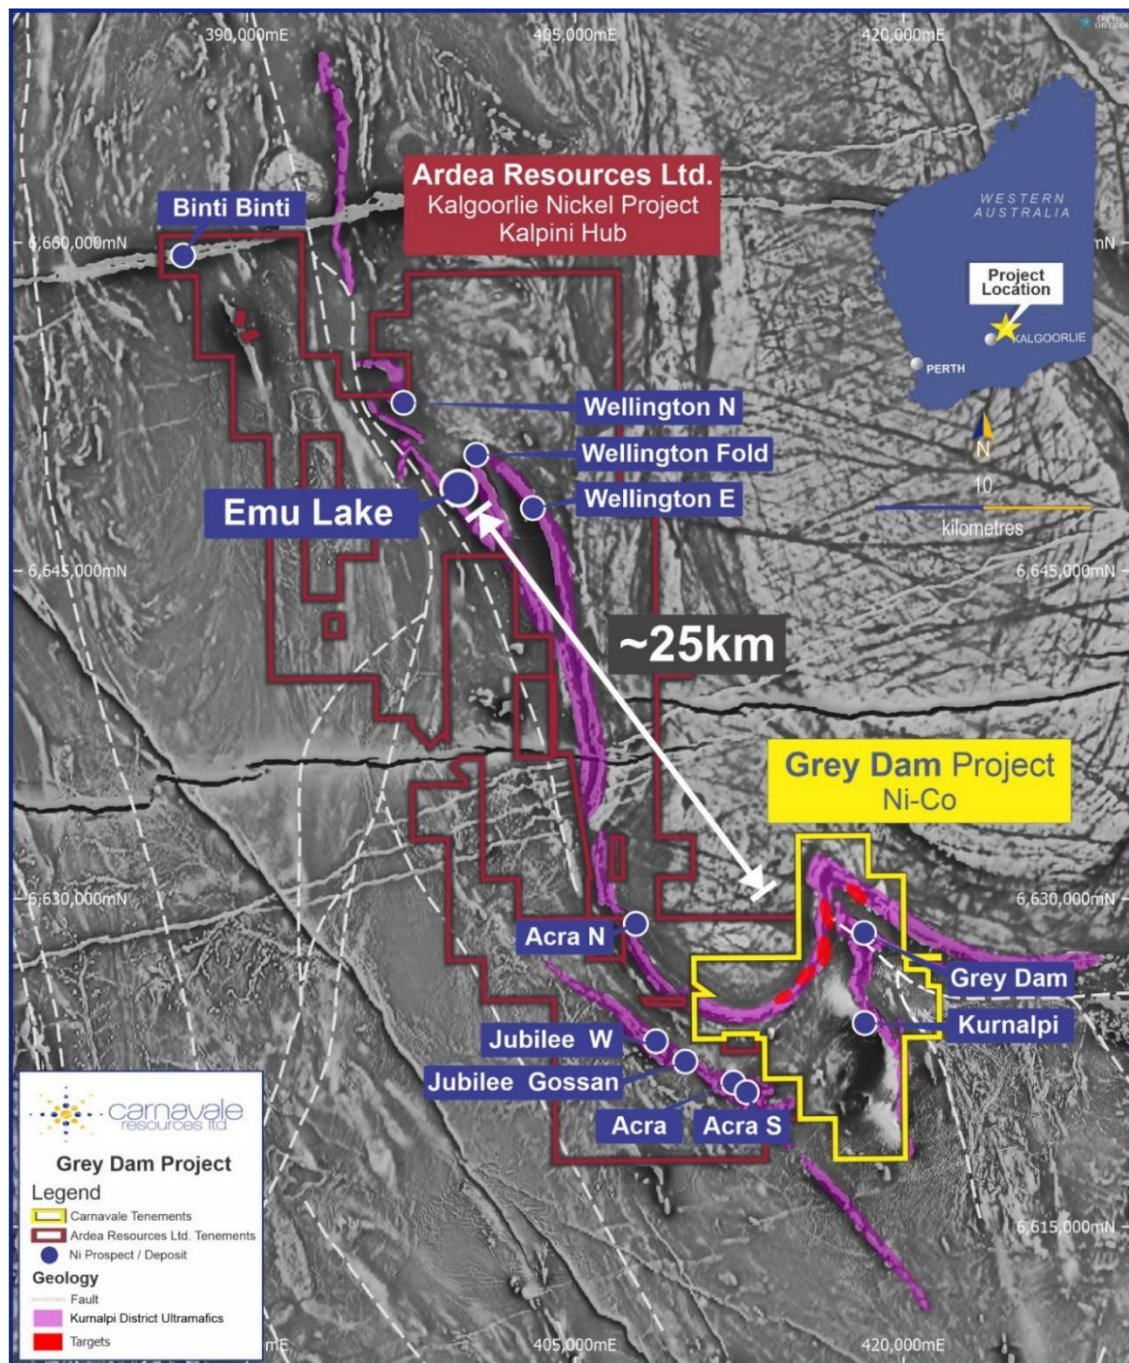 390,000mE
405,000mE
420,000mE
Ardea Resources Ltd.
Kalgoorlie Nickel Project
Kalpini Hub
WESTERN
AUSTRALIA
Binti Binti
6,660,000mN
mN
Project
Location
KALGOORLIE
PERTH
Wellington N
N
Wellington Fold
10
Wellington E
kilometres
Emu Lake
6,645,000mN
6,645,000mN
~25km
Grey Dam Project
Ni-Co
6,630,000mN
6,630,000mN
Acra N
Grey Dam
Kurnalpi
Jubilee W
Jubilee Gossan
Acra
Acra S
carnavale
resources ltd
Grey Dam Project
Legend
Carnavale Tenements
Ardea Resources Ltd. Tenements
Ni Prospect / Deposit
Geology
Fault
Kurnalpi District Ultramafics
Targets
6,615,000mN
405,000mE
420,000mE